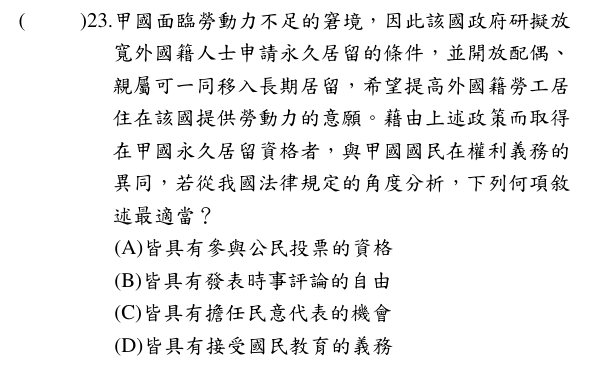 (　　)23.甲國面臨勞動力不足的窘境，因此該國政府研擬放
寬外國籍人士申請永久居留的條件，並開放配偶、
親屬可一同移入長期居留，希望提高外國籍勞工居
住在該國提供勞動力的意願。藉由上述政策而取得
在甲國永久居留資格者，與甲國國民在權利義務的
異同，若從我國法律規定的角度分析，下列何項敘
述最適當？
(A)皆具有參與公民投票的資格
(B)皆具有發表時事評論的自由
(C)皆具有擔任民意代表的機會
(D)皆具有接受國民教育的義務